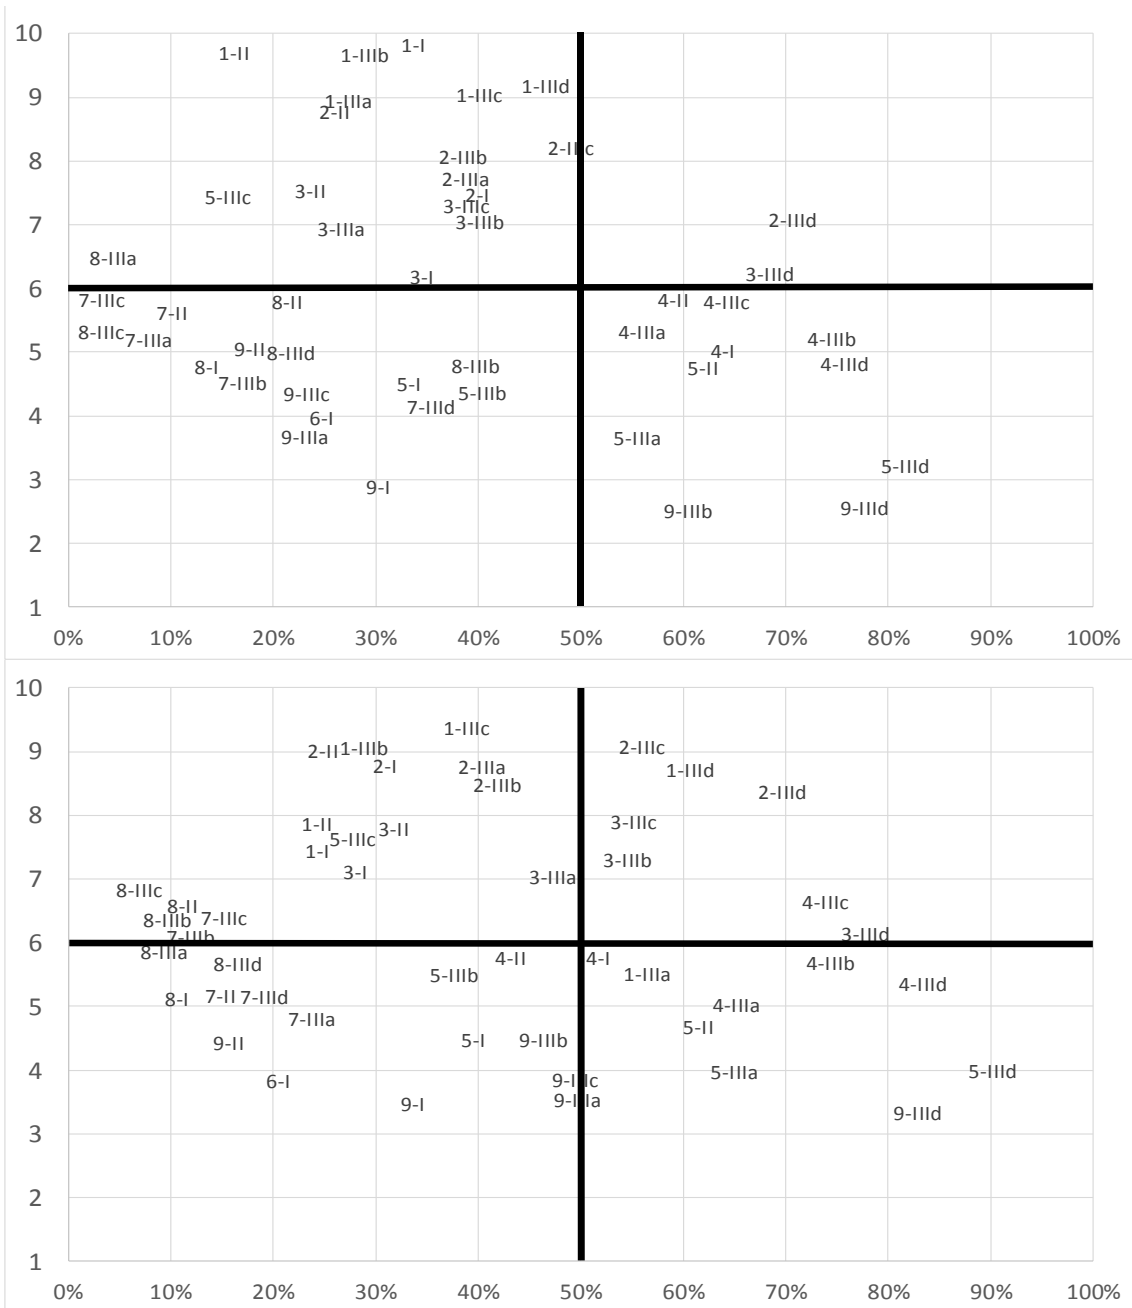 10
1-I
1-II
1-IIIb
1-IIId
9
1-IIIc
1-IIIa
2-II
2-IIIc
8
2-IIIb
2-IIIa
3-II
2-I
5-IIIc
3-IIIc
7
3-IIIb
2-IIId
3-IIIa
8-IIIa
3-IIId
3-I
6
7-IIIc
8-II
4-II
4-IIIc
7-II
8-IIIc
4-IIIa
7-IIIa
4-IIIb
5
9-II
8-IIId
4-I
8-I
8-IIIb
5-II
4-IIId
7-IIIb
5-I
9-IIIc
5-IIIb
7-IIId
4
6-I
9-IIIa
5-IIIa
5-IIId
3
9-I
9-IIIb
9-IIId
2
1
0% 10% 20% 30% 40% 50% 60% 70% 80% 90% 100%
10
1-IIIc
9
2-II
1-IIIb
2-IIIc
2-I
2-IIIa
1-IIId
2-IIIb
2-IIId
8
1-II
3-II
3-IIIc
5-IIIc
1-I
3-IIIb
3-I
7
3-IIIa
8-IIIc
8-II
4-IIIc
8-IIIb
7-IIIc
7-IIIb
3-IIId
6
8-IIIa
8-IIId
4-II
4-I
4-IIIb
5-IIIb
1-IIIa
4-IIId
5
8-I
7-II
7-IIId
4-IIIa
7-IIIa
5-II
9-II
5-I
9-IIIb
4
6-I
9-IIIc
5-IIIa
5-IIId
9-I
9-IIIa
9-IIId
3
2
1
0% 10% 20% 30% 40% 50% 60% 70% 80% 90% 100%